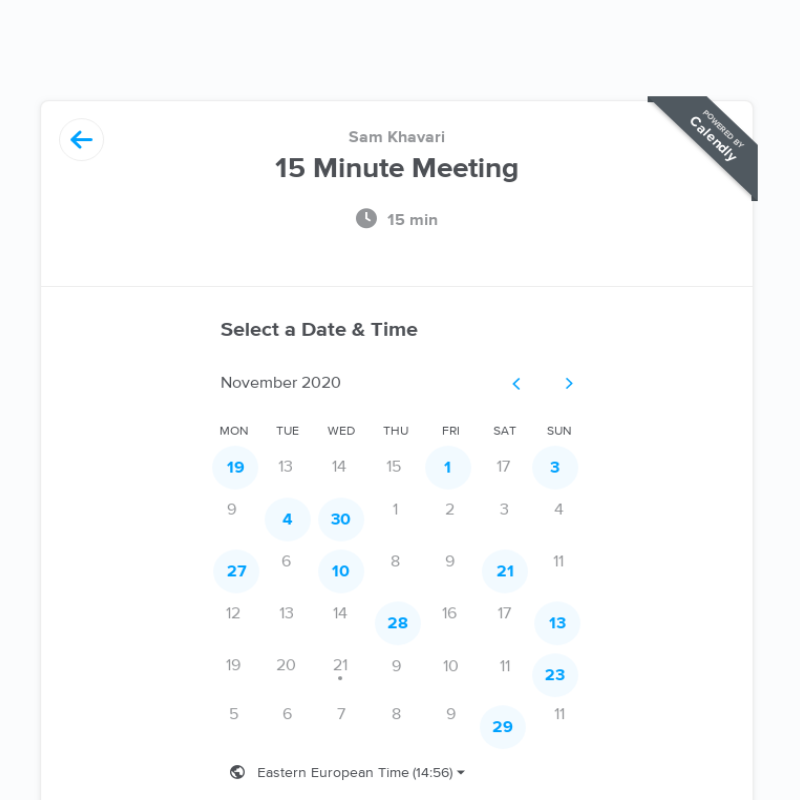 POWERED BY
Calendly
Sam Khavari
15 Minute Meeting
15 min
Select a Date & Time
November 2020
MON TUE WED THU FRI SAT SUN
19 13 14 15 1 17 3
9 4 30 1 2 3 4
27 6 10 8 9 21 11
12 13 14 28 16 17 13
19 20 21 9 10 11 23
5 6 7 8 9 29 11
Eastern European Time (14:56)